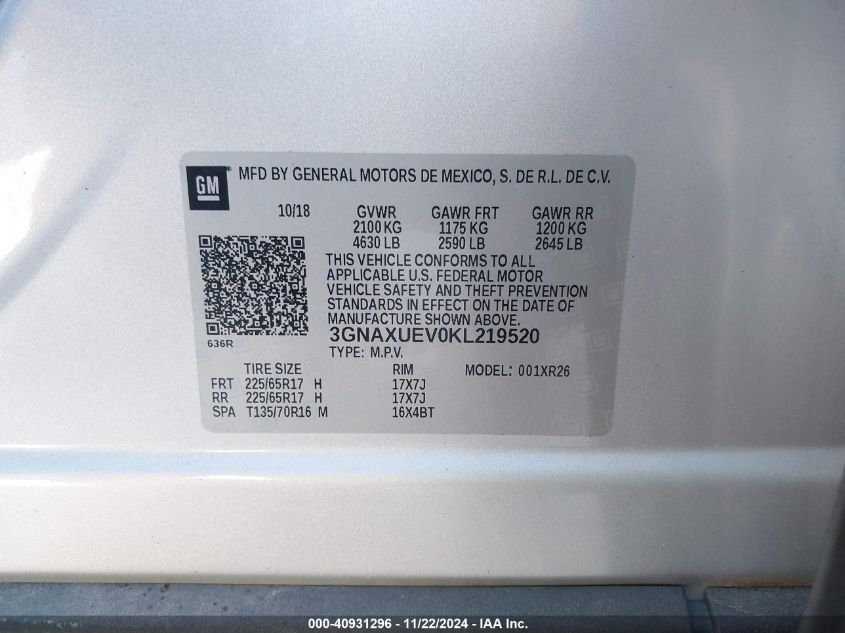 GM ® MFD BY GENERAL MOTORS DE MEXICO, S. DE R.L. DE C.V.
10/18 GVWR GAWR FRT GAWR RR
2100 KG 1175 KG 1200 KG
4630 LB 2590 LB 2645 LB
THIS VEHICLE CONFORMS TO ALL
APPLICABLE U.S. FEDERAL MOTOR
VEHICLE SAFETY AND THEFT PREVENTION
STANDARDS IN EFFECT ON THE DATE OF
MANUFACTURE SHOWN ABOVE.
636R 3GNAXUEV0KL219520
TYPE: M.P.V.
TIRE SIZE RIM MODEL: 001XR26
FRT 225/65R17 H 17X7J
RR 225/65R17 H 17X7J
SPA T135/70R16 M 16X4BT
000-40931296 - 11/22/2024 - IAA Inc.